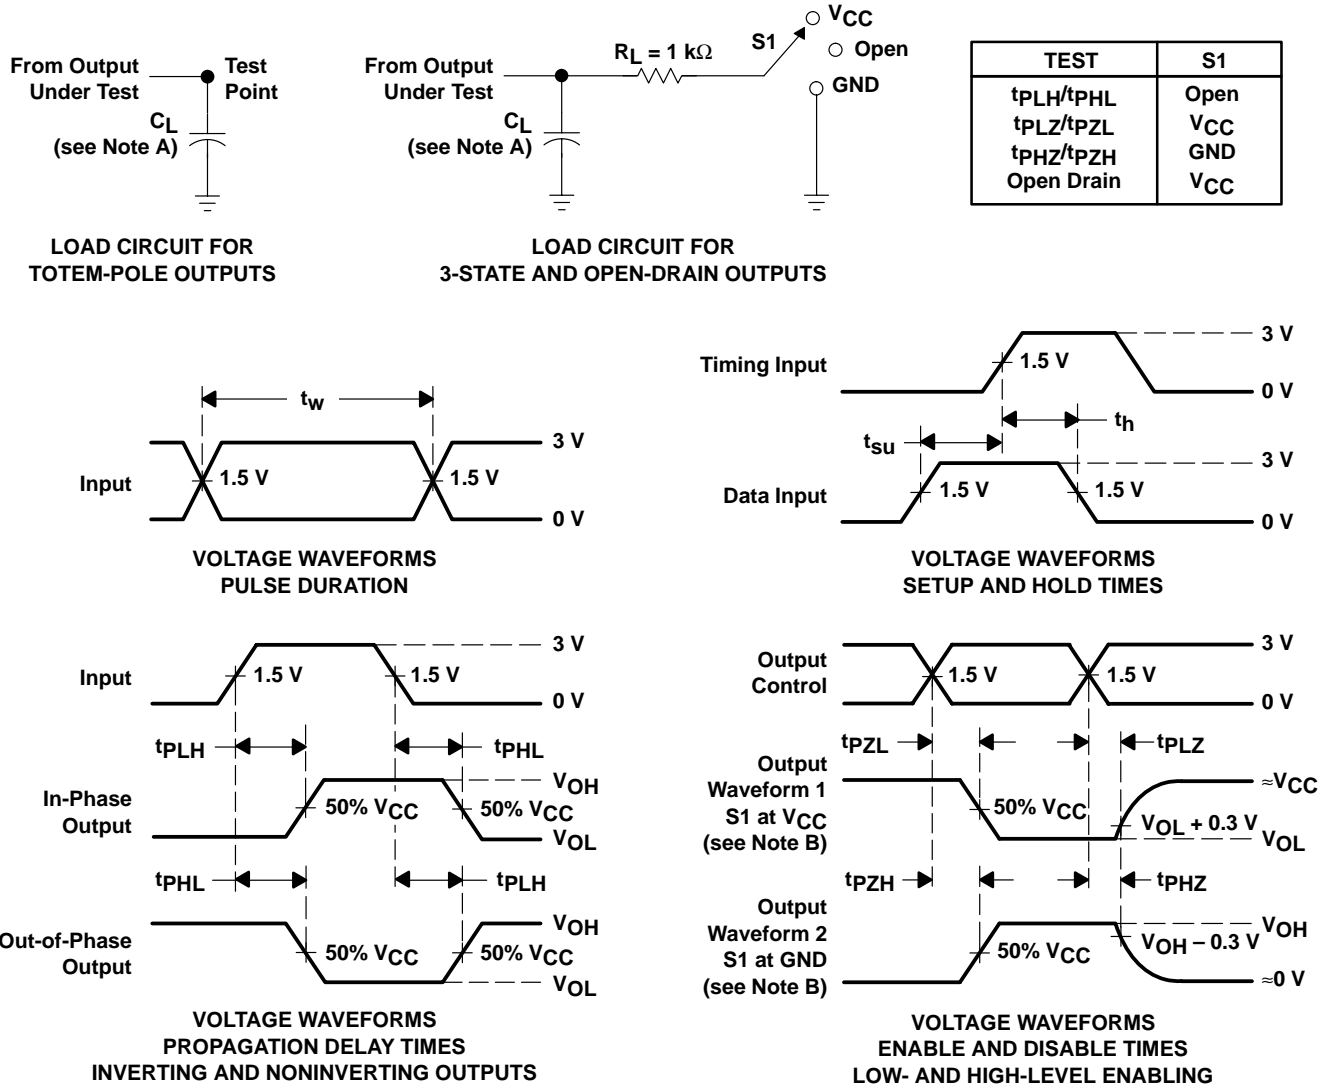 From Output
Under Test
Test
Point
CL
(see Note A)
LOAD CIRCUIT FOR
TOTEM-POLE OUTPUTS
From Output
Under Test
CL
(see Note A)
RL = 1 kΩ
S1
VCC
Open
GND
LOAD CIRCUIT FOR
3-STATE AND OPEN-DRAIN OUTPUTS
TEST S1
tPLH/tPHL Open
tPLZ/tPZL VCC
tPHZ/tPZH GND
Open Drain VCC
tw
Input
1.5 V
1.5 V
3 V
0 V
VOLTAGE WAVEFORMS
PULSE DURATION
Timing Input
1.5 V
3 V
0 V
th
tsu
Data Input
1.5 V
1.5 V
3 V
0 V
VOLTAGE WAVEFORMS
SETUP AND HOLD TIMES
Input
1.5 V
1.5 V
3 V
0 V
tPLH
tPHL
In-Phase
Output
50% VCC
50% VCC
VOH
VOL
tPHL
tPLH
Out-of-Phase
Output
50% VCC
50% VCC
VOH
VOL
VOLTAGE WAVEFORMS
PROPAGATION DELAY TIMES
INVERTING AND NONINVERTING OUTPUTS
Output
Control
1.5 V
1.5 V
3 V
0 V
tPZL
tPLZ
Output
Waveform 1
S1 at VCC
(see Note B)
50% VCC
VOL + 0.3 V
≈VCC
VOL
tPZH
tPHZ
Output
Waveform 2
S1 at GND
(see Note B)
50% VCC
VOH – 0.3 V
VOH
≈0 V
VOLTAGE WAVEFORMS
ENABLE AND DISABLE TIMES
LOW- AND HIGH-LEVEL ENABLING